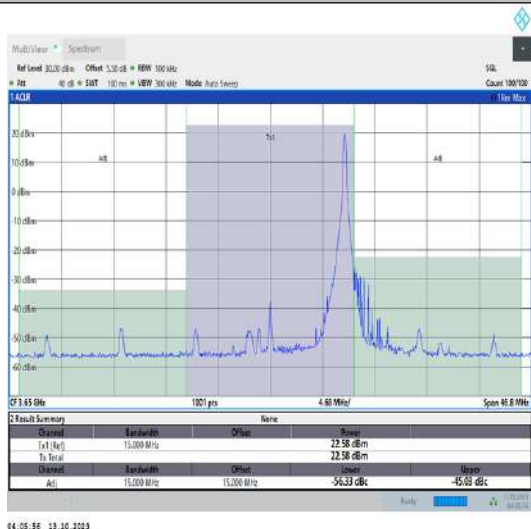 MultiView Spectrum
Ref Level 30.00 dBm Offset 5.50 dB RBW 100 kHz SGL
Att 40 dB SWT 100 ms VBW 300 kHz Mode Auto Sweep Count 100/100
1 ACLR 1Rm Max
Tx1
20 dBm
Adj Adj
10 dBm
0 dBm
-10 dBm
-20 dBm
-30 dBm
-40 dBm
-50 dBm
-60 dBm
CF 3.65 GHz 1001 pts 4.68 MHz/ Span 46.8 MHz
2 Result Summary None
Channel Bandwidth Offset Power
Tx1 (Ref) 15.000 MHz 22.58 dBm
Tx Total 22.58 dBm
Channel Bandwidth Offset Lower Upper
Adj 15.000 MHz 15.000 MHz -56.33 dBc -45.03 dBc
Ready
04:05:56 13.10.2023